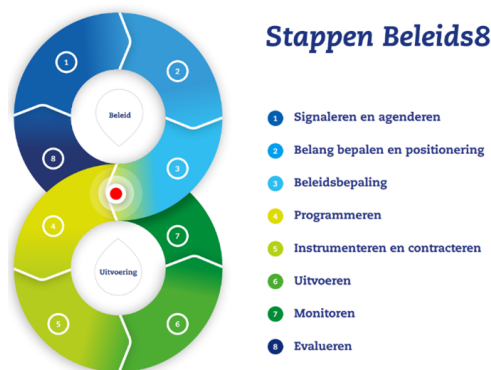 Stappen Beleids8
1
2
8
3
Beleid
4
7
5
6
Uitvoering
1 Signaleren en agenderen
2 Belang bepalen en positionering
3 Beleidsbepaling
4 Programmeren
5 Instrumenteren en contracteren
6 Uitvoeren
7 Monitoren
8 Evalueren